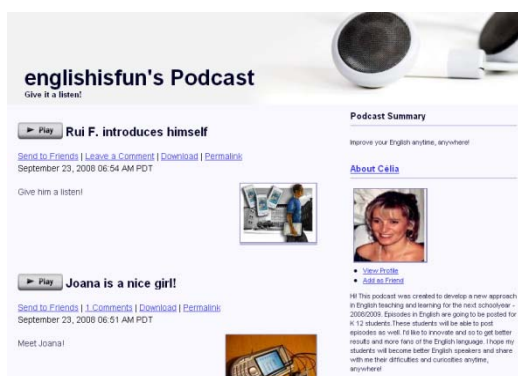 englishisfun's Podcast
Give it a listen!
Play Rui F. introduces himself
Send to Friends | Leave a Comment | Download | Permalink
September 23, 2008 06:54 AM PDT
Give him a listen!
Play Joana is a nice girl!
Send to Friends | 1 Comments | Download | Permalink
September 23, 2008 06:51 AM PDT
Meet Joana!
Podcast Summary
Improve your English anytime, anywhere!
About Célia
View Profile
Add as Friend
Hi! This podcast was created to develop a new approach
in English teaching and learning for the next schoolyear -
2008/2009. Episodes in English are going to be posted for
K 12 students.These students will be able to post
episodes as well. I'd like to innovate and so to get better
results and more fans of the English language. I hope my
students will become better English speakers and share
with me their difficulties and curiosities anytime,
anywhere!